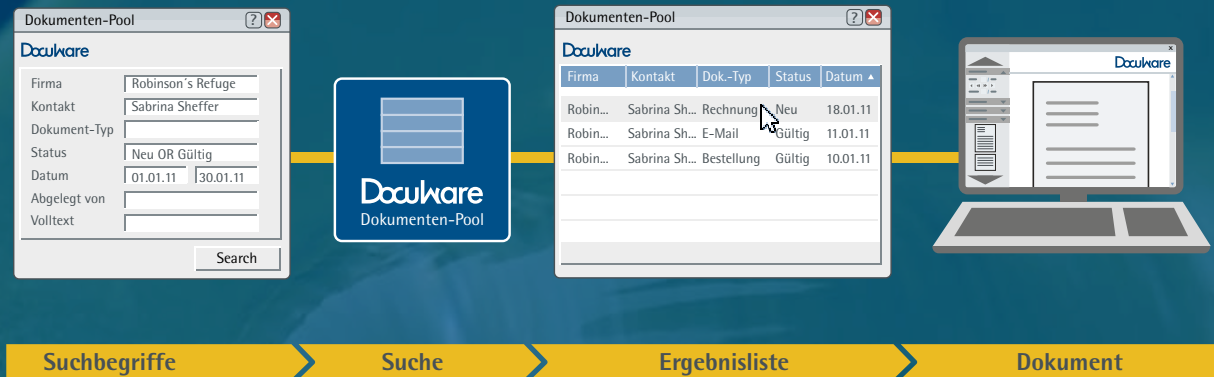 Dokumenten-Pool ?
DocuWare
Firma Robinson´s Refuge
Kontakt Sabrina Sheffer
Dokument-Typ
Status Neu OR Gültig
Datum 01.01.11 30.01.11
Abgelegt von
Volltext
Search
DocuWare
Dokumenten-Pool
Dokumenten-Pool ?
DocuWare
Firma Kontakt Dok.-Typ Status Datum
Robin... Sabrina Sh... Rechnung Neu 18.01.11
Robin... Sabrina Sh... E-Mail Gültig 11.01.11
Robin... Sabrina Sh... Bestellung Gültig 10.01.11
x
DocuWare
Suchbegriffe Suche Ergebnisliste Dokument